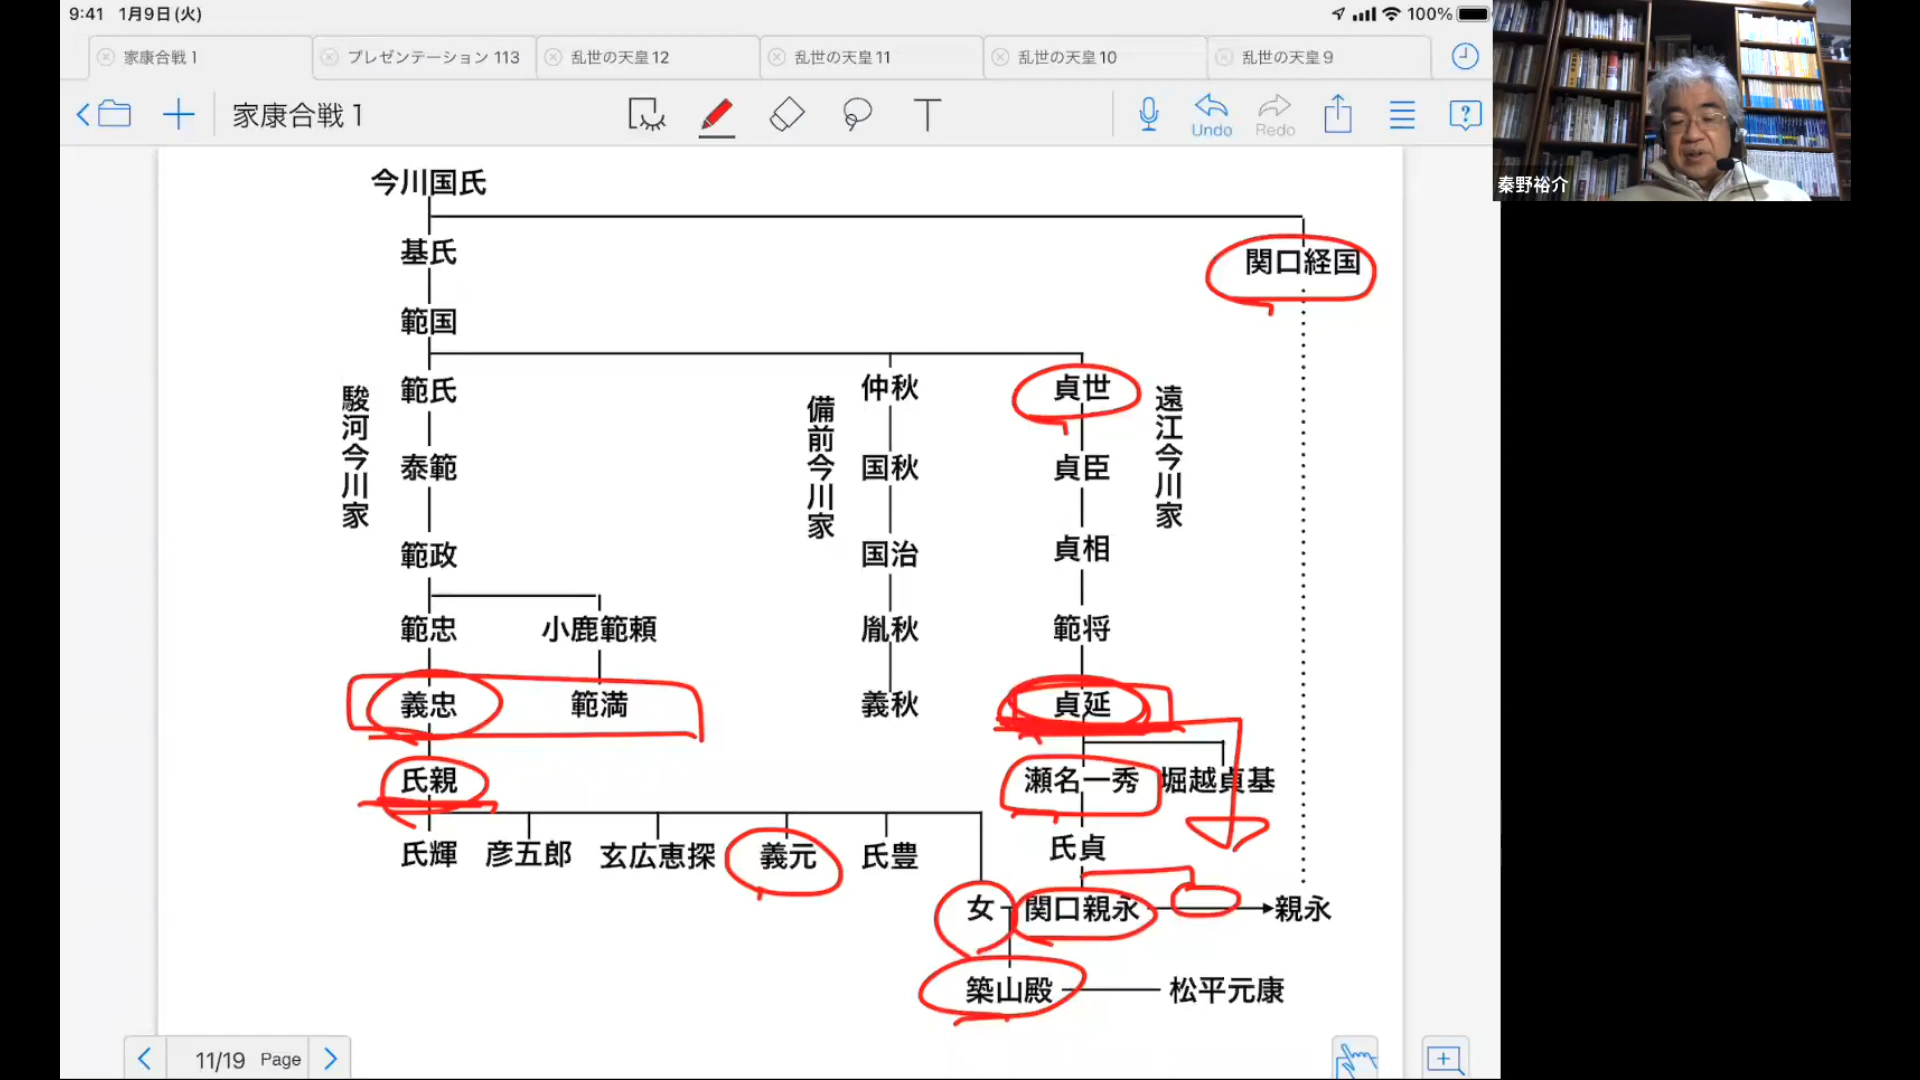 9:41 1月9日(火)
100%
家康合戦 1
プレゼンテーション 113
乱世の天皇12
乱世の天皇11
乱世の天皇10
乱世の天皇 9
家康合戦 1
T
Undo
Redo
?
秦野裕介
今川国氏
基氏
関口経国
範国
駿河今川家
範氏
備前今川家
仲秋
貞世
遠江今川家
泰範
国秋
貞臣
範政
国治
貞相
範忠
小鹿範頼
胤秋
範将
義忠
範満
義秋
貞延
氏親
瀬名一秀
堀越貞基
氏輝
彦五郎
玄広恵探
義元
氏豊
氏貞
女
関口親永
親永
築山殿
松平元康
11/19 Page